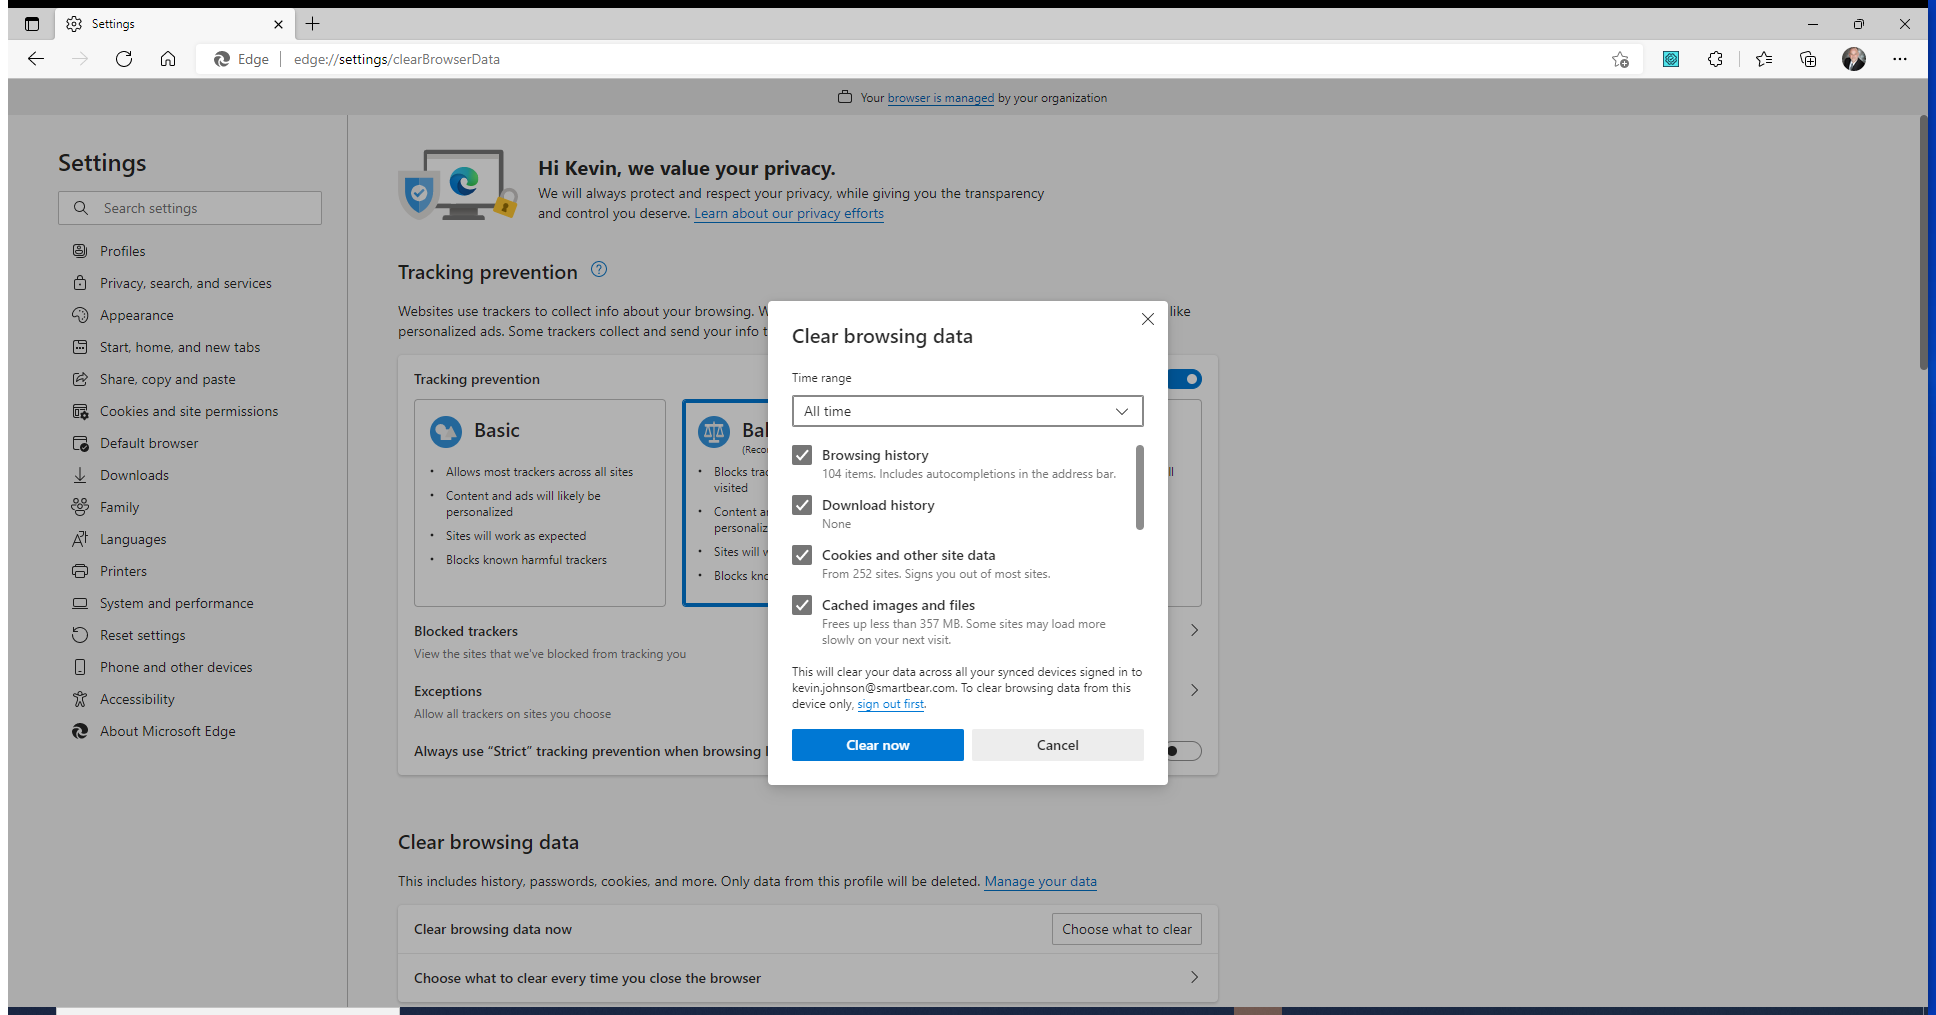 Settings
Edge
edge://settings/clearBrowserData
Your browser is managed by your organization
Settings
Search settings
Profiles
Privacy, search, and services
Appearance
Start, home, and new tabs
Share, copy and paste
Cookies and site permissions
Default browser
Downloads
Family
Languages
Printers
System and performance
Reset settings
Phone and other devices
Accessibility
About Microsoft Edge
Hi Kevin, we value your privacy.
We will always protect and respect your privacy, while giving you the transparency
and control you deserve. Learn about our privacy efforts
Tracking prevention
Websites use trackers to collect info about your browsing. W
like
personalized ads. Some trackers collect and send your info t
Tracking prevention
Basic
Allows most trackers across all sites
Content and ads will likely be
personalized
Sites will work as expected
Blocks known harmful trackers
Bal
(Reco
Blocks trac
visited
Content a
personaliz
Sites will w
Blocks kno
ll
Blocked trackers
View the sites that we've blocked from tracking you
Exceptions
Allow all trackers on sites you choose
Always use “Strict” tracking prevention when browsing
Clear browsing data
Time range
All time
Browsing history
104 items. Includes autocompletions in the address bar.
Download history
None
Cookies and other site data
From 252 sites. Signs you out of most sites.
Cached images and files
Frees up less than 357 MB. Some sites may load more
slowly on your next visit.
This will clear your data across all your synced devices signed in to
kevin.johnson@smartbear.com. To clear browsing data from this
device only, sign out first.
Clear now
Cancel
Clear browsing data
This includes history, passwords, cookies, and more. Only data from this profile will be deleted. Manage your data
Clear browsing data now
Choose what to clear
Choose what to clear every time you close the browser